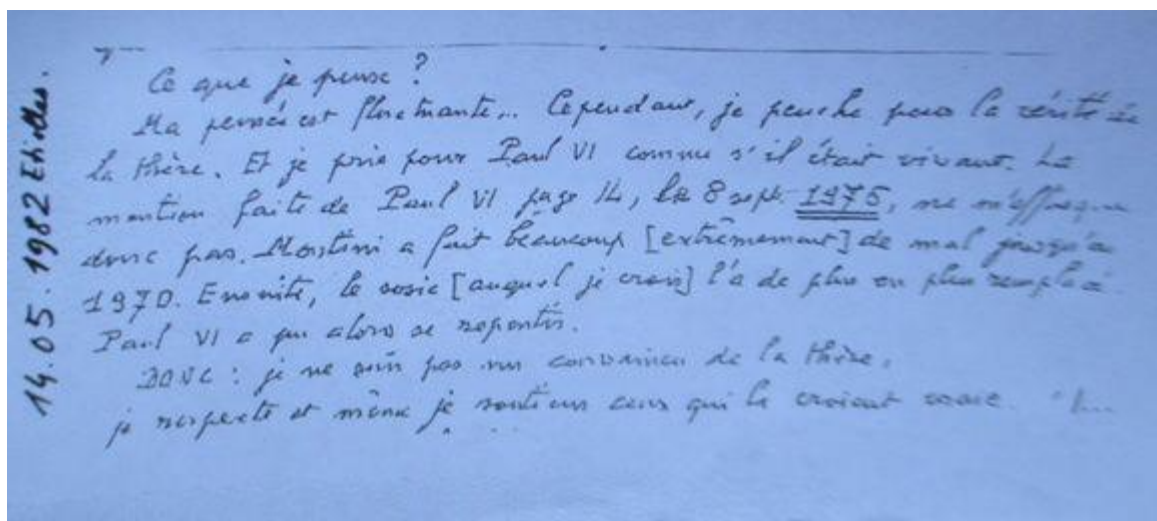 14.05.1982 Etiolles.
Ce que je pense ?
Ma pensée est fluctuante... Cependant, je penche pour la vérité de
la thèse. Et je prie pour Paul VI comme s'il était vivant. La
mention faite de Paul VI page 14, le 8 sept. 1975, ne m'offusque
donc pas. Montini a fait beaucoup [extrêmement] de mal jusqu'à
1970. Ensuite, le sosie [auquel je crois] l'a de plus en plus remplacé.
Paul VI a pu alors se repentir.
DONC : je ne suis pas un convaincu de la thèse,
je respecte et même je soutiens ceux qui la croient vraie.